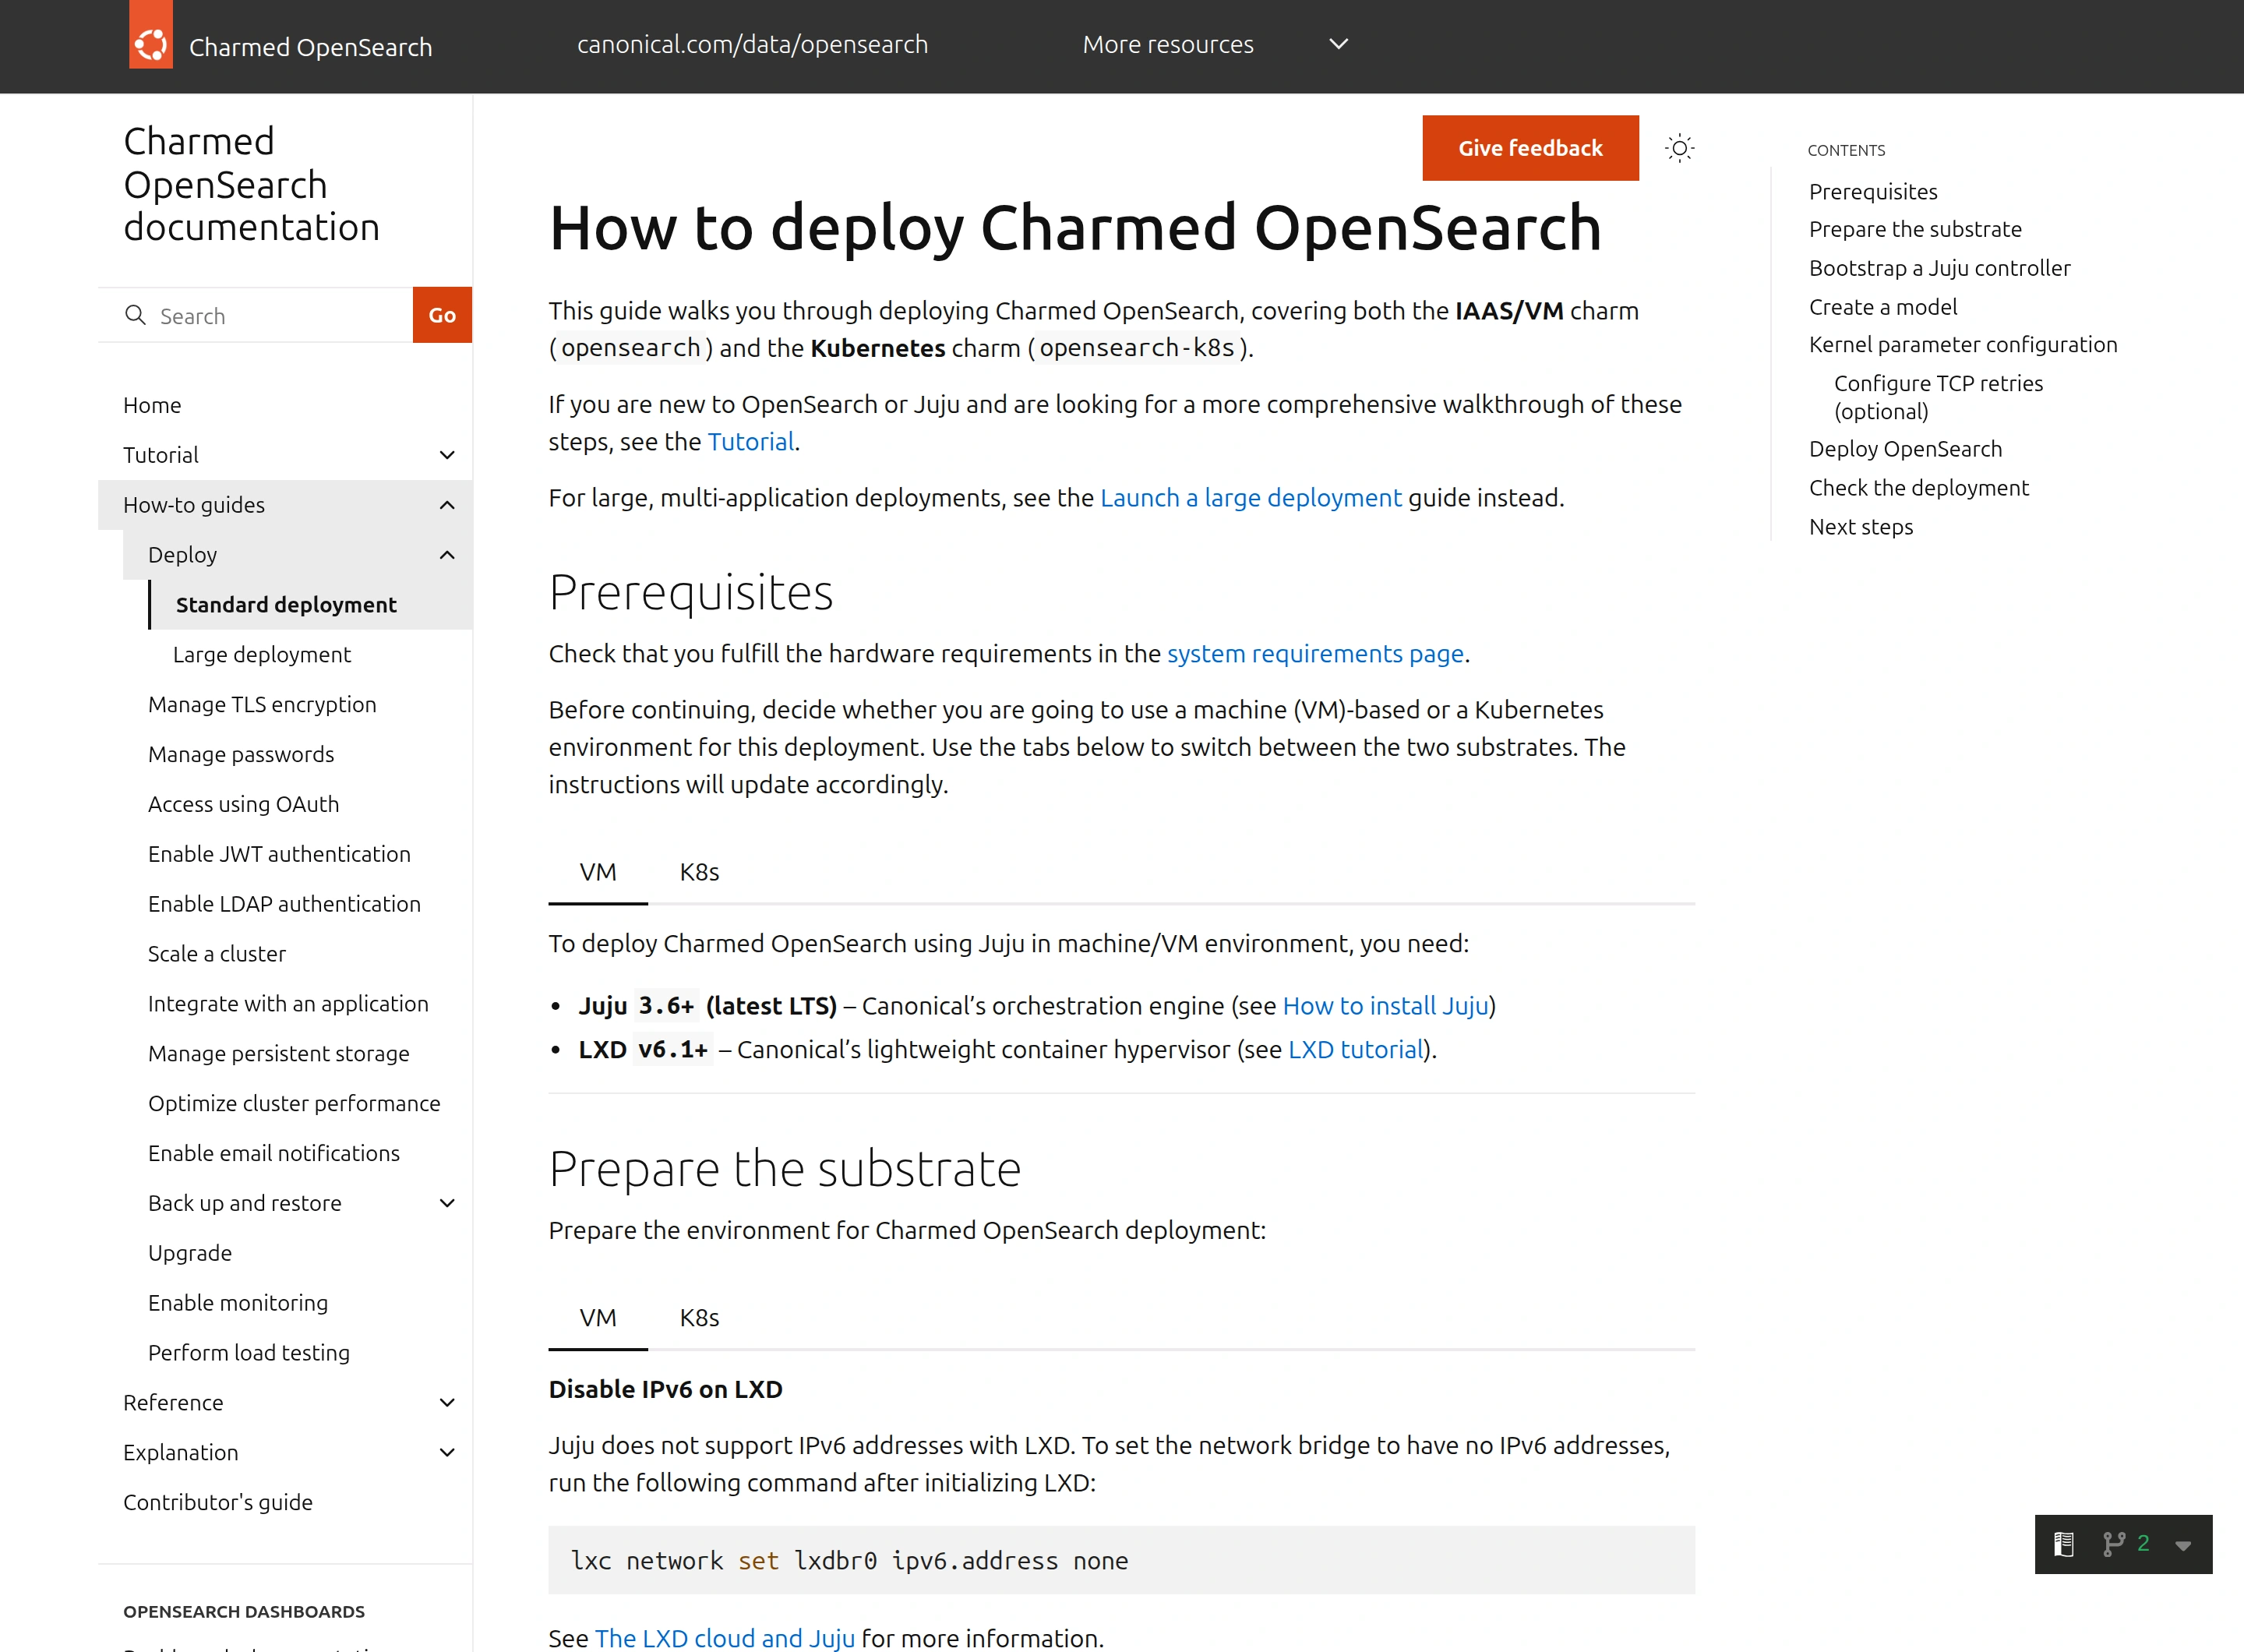 Charmed OpenSearch
canonical.com/data/opensearch
More resources
Charmed
OpenSearch
documentation
Search
Go
Home
Tutorial
How-to guides
Deploy
Standard deployment
Large deployment
Manage TLS encryption
Manage passwords
Access using OAuth
Enable JWT authentication
Enable LDAP authentication
Scale a cluster
Integrate with an application
Manage persistent storage
Optimize cluster performance
Enable email notifications
Back up and restore
Upgrade
Enable monitoring
Perform load testing
Reference
Explanation
Contributor's guide
OPENSEARCH DASHBOARDS
Give feedback
How to deploy Charmed OpenSearch
This guide walks you through deploying Charmed OpenSearch, covering both the IAAS/VM charm
(opensearch) and the Kubernetes charm (opensearch-k8s).
If you are new to OpenSearch or Juju and are looking for a more comprehensive walkthrough of these
steps, see the Tutorial.
For large, multi-application deployments, see the Launch a large deployment guide instead.
Prerequisites
Check that you fulfill the hardware requirements in the system requirements page.
Before continuing, decide whether you are going to use a machine (VM)-based or a Kubernetes
environment for this deployment. Use the tabs below to switch between the two substrates. The
instructions will update accordingly.
VM K8s
To deploy Charmed OpenSearch using Juju in machine/VM environment, you need:
• Juju 3.6+ (latest LTS) – Canonical’s orchestration engine (see How to install Juju)
• LXD v6.1+ – Canonical’s lightweight container hypervisor (see LXD tutorial).
Prepare the substrate
Prepare the environment for Charmed OpenSearch deployment:
VM K8s
Disable IPv6 on LXD
Juju does not support IPv6 addresses with LXD. To set the network bridge to have no IPv6 addresses,
run the following command after initializing LXD:
lxc network set lxdbr0 ipv6.address none
See The LXD cloud and Juju for more information.
CONTENTS
Prerequisites
Prepare the substrate
Bootstrap a Juju controller
Create a model
Kernel parameter configuration
Configure TCP retries
(optional)
Deploy OpenSearch
Check the deployment
Next steps
2